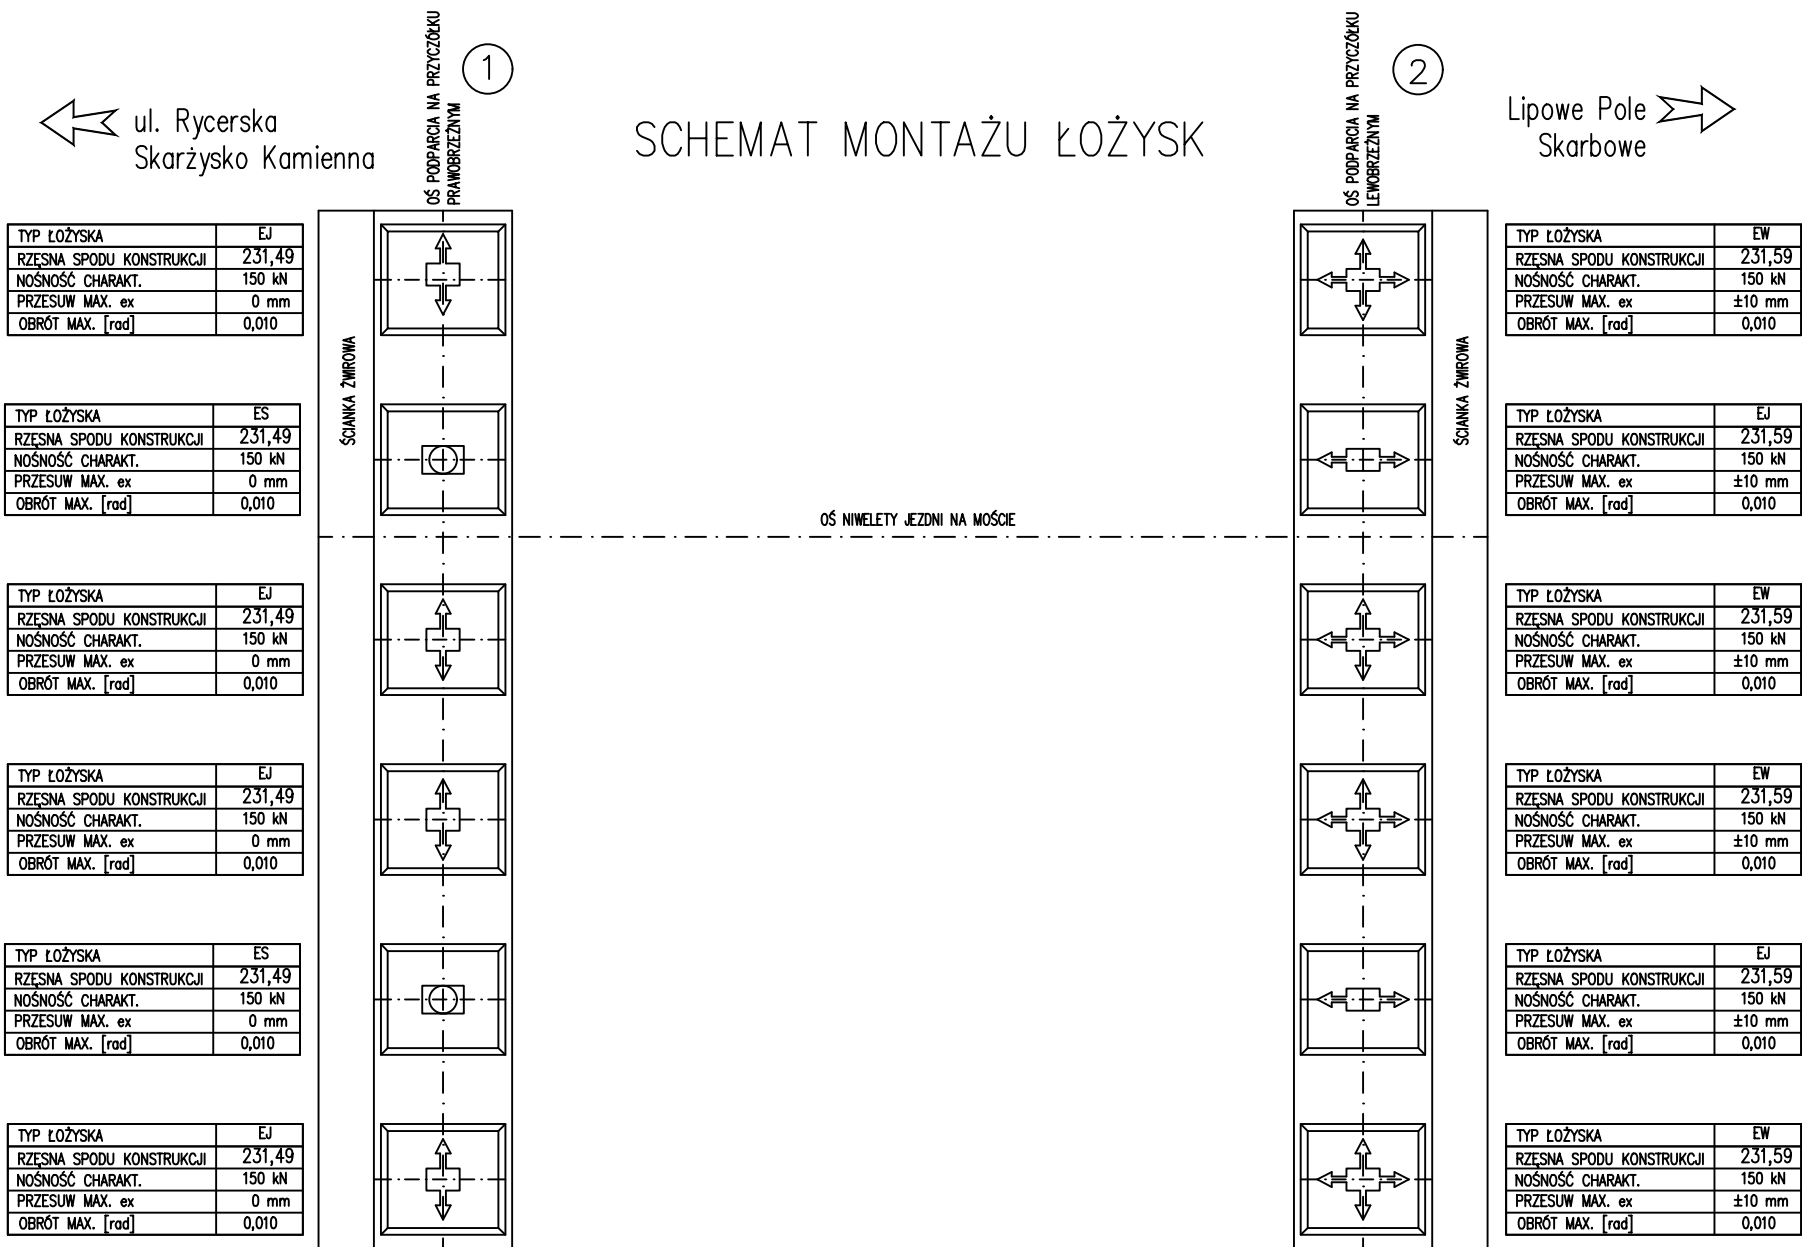 OŚ PODPARCIA NA PRZYCZÓŁKU
PRAWOBRZEŻNYM
1
OŚ PODPARCIA NA PRZYCZÓŁKU
LEWOBRZEŻNYM
2
ul. Rycerska
Skarżysko Kamienna
SCHEMAT MONTAŻU ŁOŻYSK
Lipowe Pole
Skarbowe
TYP ŁOŻYSKA EJ
RZĘSNA SPODU KONSTRUKCJI 231,49
NOŚNOŚĆ CHARAKT. 150 kN
PRZESUW MAX. ex 0 mm
OBRÓT MAX. [rad] 0,010
TYP ŁOŻYSKA EW
RZĘSNA SPODU KONSTRUKCJI 231,59
NOŚNOŚĆ CHARAKT. 150 kN
PRZESUW MAX. ex ±10 mm
OBRÓT MAX. [rad] 0,010
ŚCIANKA ŻWIROWA
ŚCIANKA ŻWIROWA
TYP ŁOŻYSKA ES
RZĘSNA SPODU KONSTRUKCJI 231,49
NOŚNOŚĆ CHARAKT. 150 kN
PRZESUW MAX. ex 0 mm
OBRÓT MAX. [rad] 0,010
TYP ŁOŻYSKA EJ
RZĘSNA SPODU KONSTRUKCJI 231,59
NOŚNOŚĆ CHARAKT. 150 kN
PRZESUW MAX. ex ±10 mm
OBRÓT MAX. [rad] 0,010
OŚ NIWELETY JEZDNI NA MOŚCIE
TYP ŁOŻYSKA EJ
RZĘSNA SPODU KONSTRUKCJI 231,49
NOŚNOŚĆ CHARAKT. 150 kN
PRZESUW MAX. ex 0 mm
OBRÓT MAX. [rad] 0,010
TYP ŁOŻYSKA EW
RZĘSNA SPODU KONSTRUKCJI 231,59
NOŚNOŚĆ CHARAKT. 150 kN
PRZESUW MAX. ex ±10 mm
OBRÓT MAX. [rad] 0,010
TYP ŁOŻYSKA EJ
RZĘSNA SPODU KONSTRUKCJI 231,49
NOŚNOŚĆ CHARAKT. 150 kN
PRZESUW MAX. ex 0 mm
OBRÓT MAX. [rad] 0,010
TYP ŁOŻYSKA EW
RZĘSNA SPODU KONSTRUKCJI 231,59
NOŚNOŚĆ CHARAKT. 150 kN
PRZESUW MAX. ex ±10 mm
OBRÓT MAX. [rad] 0,010
TYP ŁOŻYSKA ES
RZĘSNA SPODU KONSTRUKCJI 231,49
NOŚNOŚĆ CHARAKT. 150 kN
PRZESUW MAX. ex 0 mm
OBRÓT MAX. [rad] 0,010
TYP ŁOŻYSKA EJ
RZĘSNA SPODU KONSTRUKCJI 231,59
NOŚNOŚĆ CHARAKT. 150 kN
PRZESUW MAX. ex ±10 mm
OBRÓT MAX. [rad] 0,010
TYP ŁOŻYSKA EJ
RZĘSNA SPODU KONSTRUKCJI 231,49
NOŚNOŚĆ CHARAKT. 150 kN
PRZESUW MAX. ex 0 mm
OBRÓT MAX. [rad] 0,010
TYP ŁOŻYSKA EW
RZĘSNA SPODU KONSTRUKCJI 231,59
NOŚNOŚĆ CHARAKT. 150 kN
PRZESUW MAX. ex ±10 mm
OBRÓT MAX. [rad] 0,010